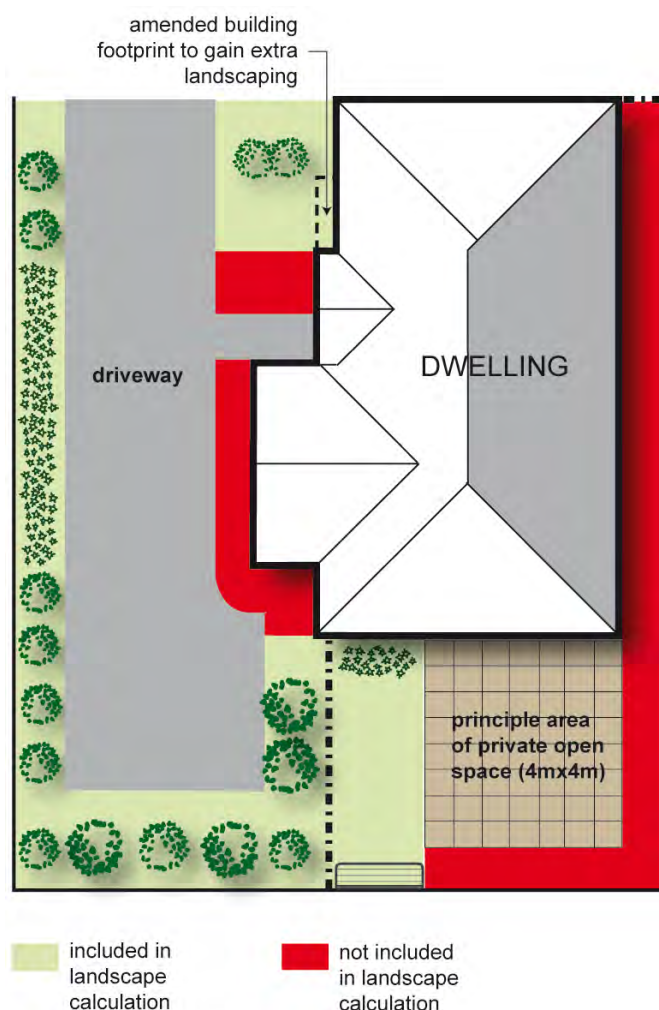 amended building
footprint to gain extra
landscaping
driveway
DWELLING
principle area
of private open
space (4mx4m)
included in
landscape
calculation
not included
in landscape
calculation